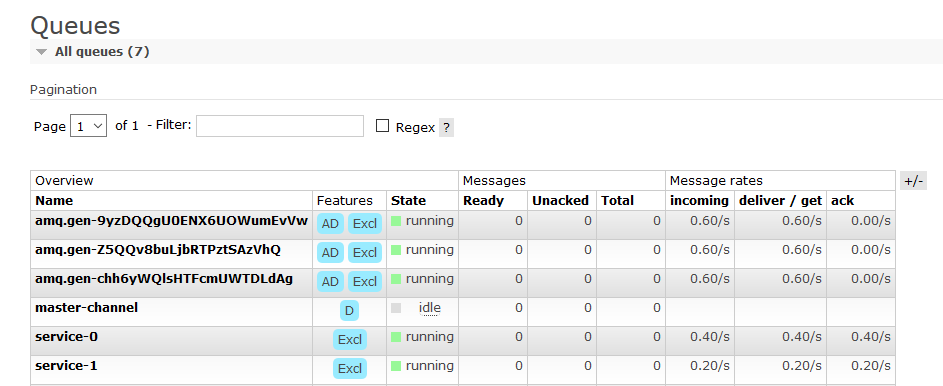 Queues
All queues (7)
Pagination
Page 1 of 1 - Filter: Regex ?
Overview Messages Message rates +/-
Name Features State Ready Unacked Total incoming deliver / get ack
amq.gen-9yzDQQgU0ENX6UOWumEvVw AD Excl running 0 0 0 0.60/s 0.60/s 0.00/s
amq.gen-Z5QQv8buLjbRTPztSAzVhQ AD Excl running 0 0 0 0.60/s 0.60/s 0.00/s
amq.gen-chh6yWQlsHTFcmUWTDLdAg AD Excl running 0 0 0 0.60/s 0.60/s 0.00/s
master-channel D idle 0 0 0
service-0 Excl running 0 0 0 0.40/s 0.40/s 0.40/s
service-1 Excl running 0 0 0 0.20/s 0.20/s 0.20/s